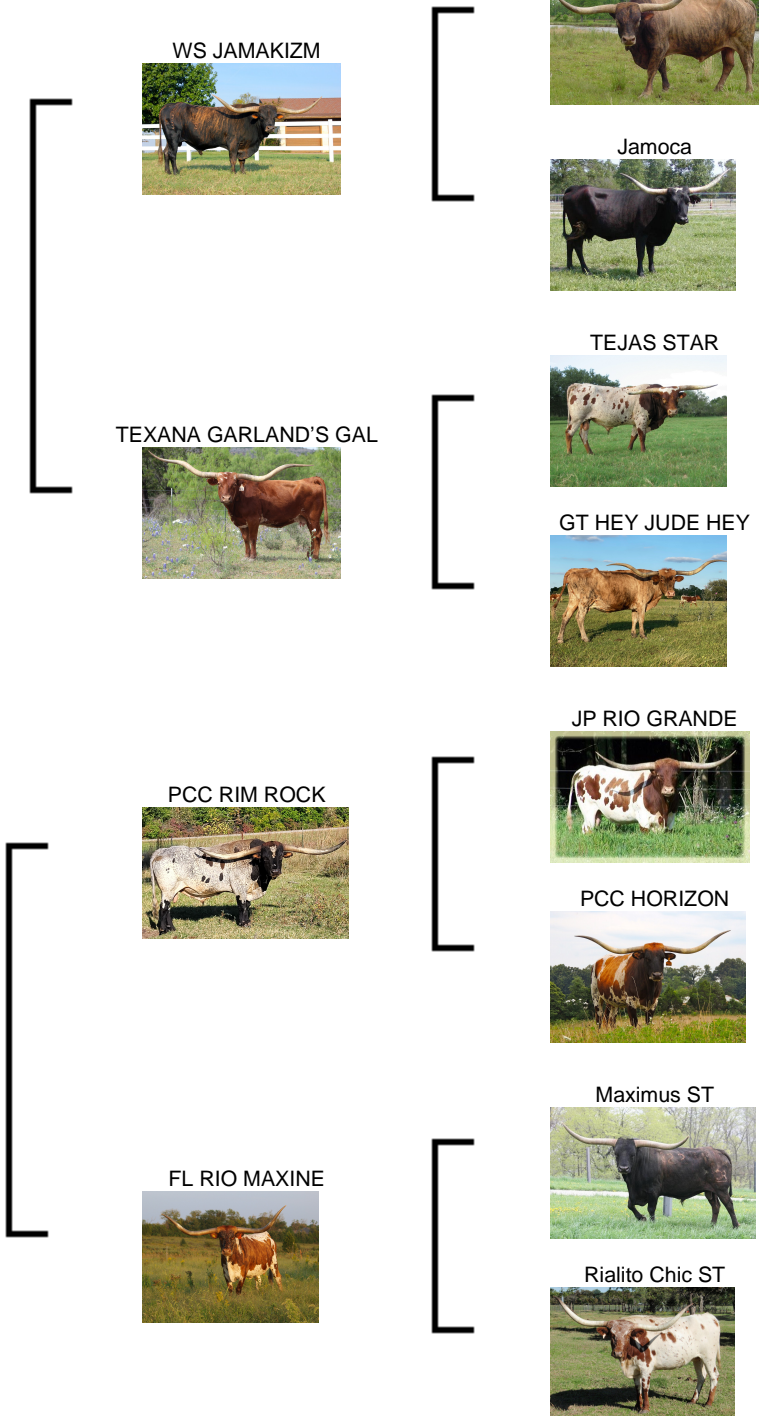 WS JAMAKIZM
Jamoca
TEJAS STAR
TEXANA GARLAND'S GAL
GT HEY JUDE HEY
JP RIO GRANDE
PCC RIM ROCK
PCC HORIZON
Maximus ST
FL RIO MAXINE
Rialito Chic ST